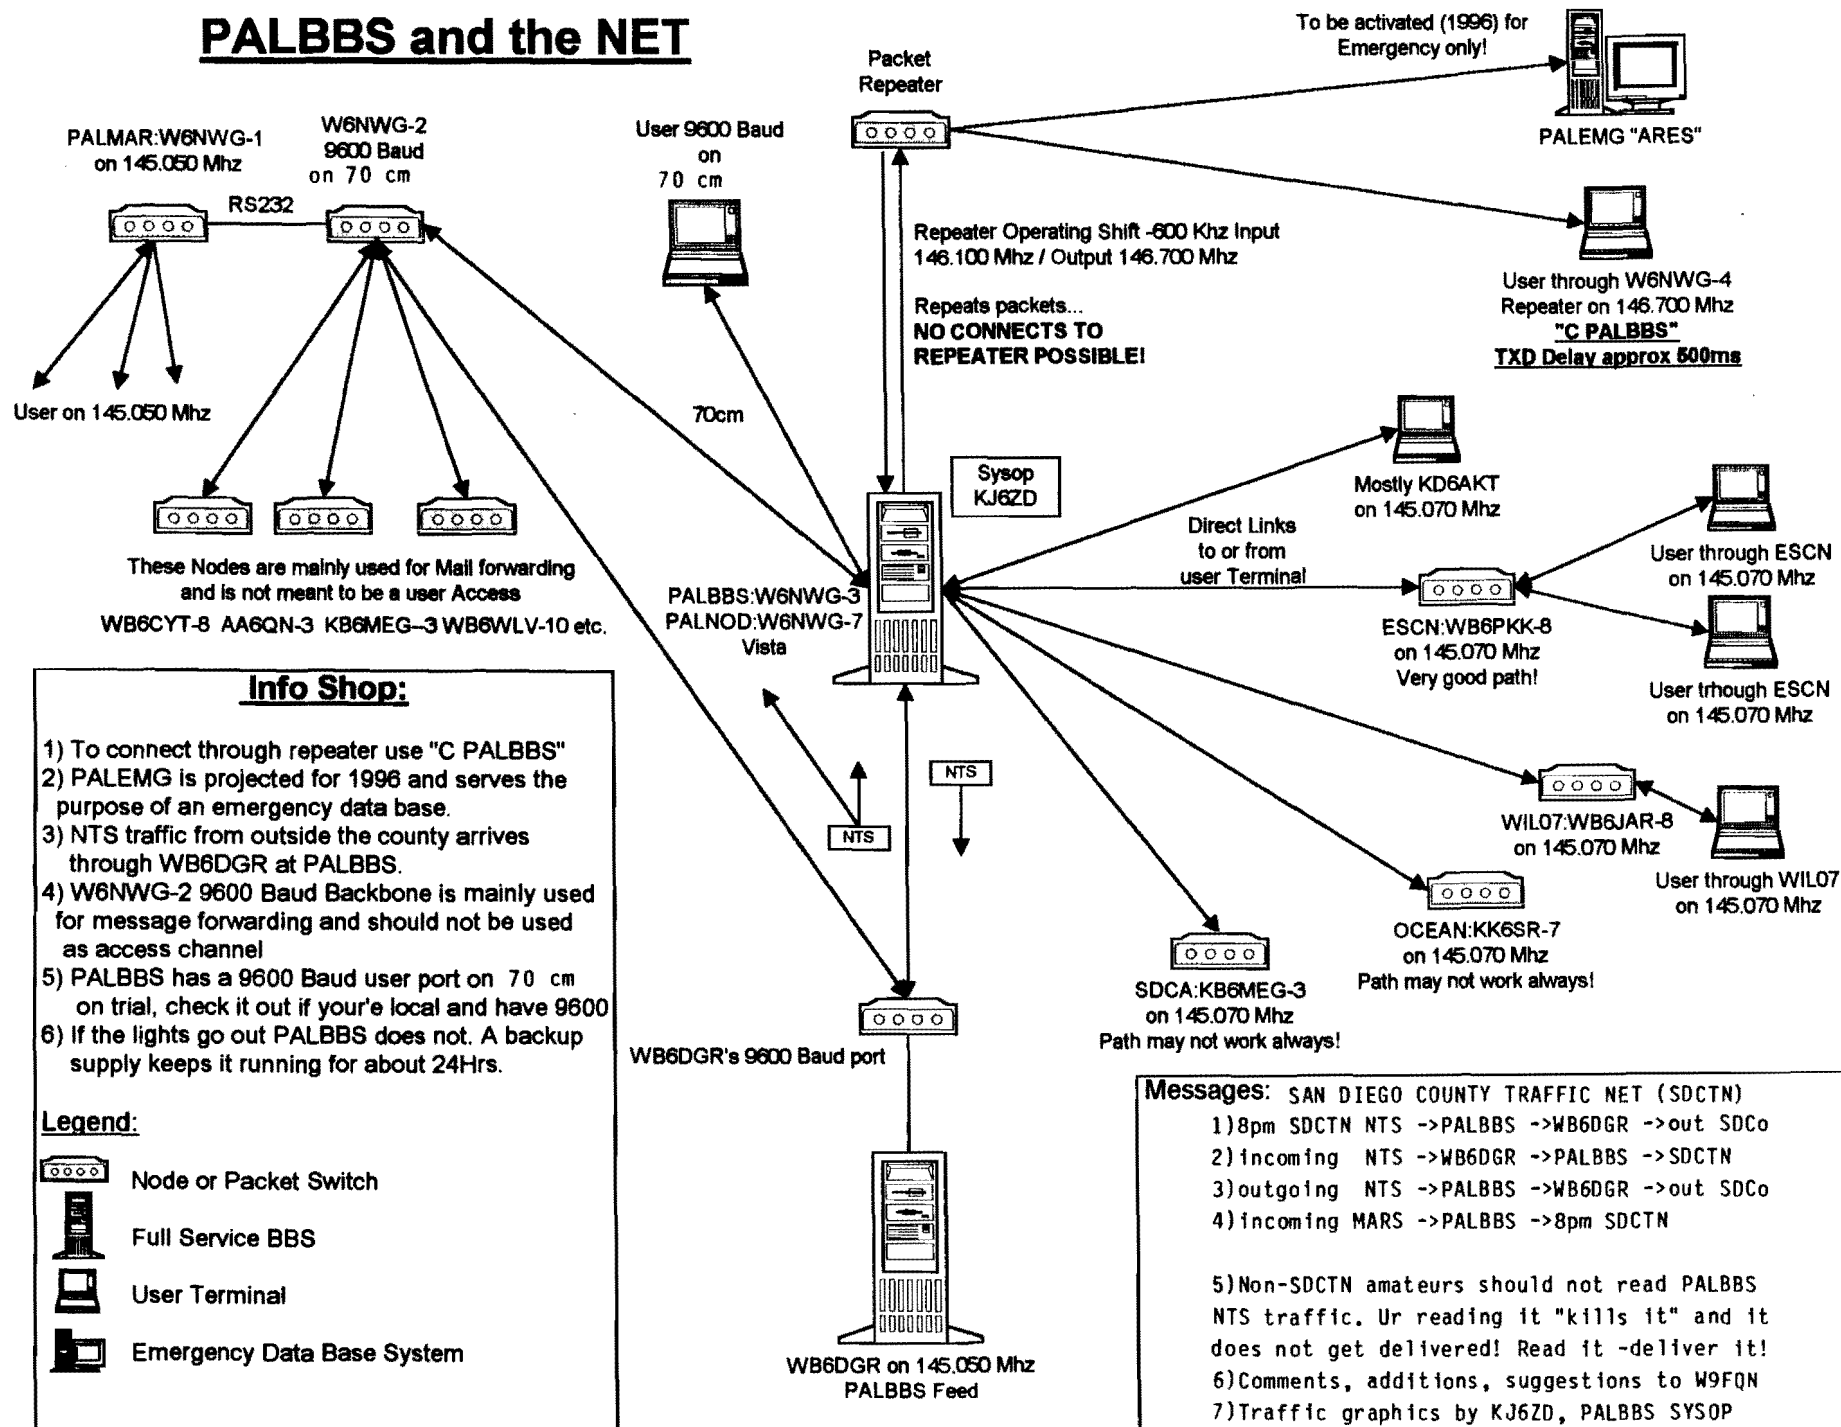 PALBBS and the NET
To be activated (1996) for
Emergency only!
Packet
Repeater
PALEMG "ARES"
PALMAR:W6NWG-1
on 145.050 Mhz
W6NWG-2
9600 Baud
on 70 cm
RS232
User 9600 Baud
on
70 cm
Repeater Operating Shift -600 Khz Input
146.100 Mhz / Output 146.700 Mhz
Repeats packets...
NO CONNECTS TO
REPEATER POSSIBLE!
User through W6NWG-4
Repeater on 146.700 Mhz
"C PALBBS"
TXD Delay approx 500ms
User on 145.050 Mhz
70cm
Sysop
KJ6ZD
Mostly KD6AKT
on 145.070 Mhz
Direct Links
to or from
user Terminal
User through ESCN
on 145.070 Mhz
These Nodes are mainly used for Mail forwarding
and is not meant to be a user Access
WB6CYT-8 AA6QN-3 KB6MEG--3 WB6WLV-10 etc.
PALBBS:W6NWG-3
PALNOD:W6NWG-7
Vista
ESCN:WB6PKK-8
on 145.070 Mhz
Very good path!
User trhough ESCN
on 145.070 Mhz
NTS
NTS
WIL07:WB6JAR-8
on 145.070 Mhz
User through WIL07
on 145.070 Mhz
OCEAN:KK6SR-7
on 145.070 Mhz
Path may not work always!
SDCA:KB6MEG-3
on 145.070 Mhz
Path may not work always!
WB6DGR's 9600 Baud port
WB6DGR on 145.050 Mhz
PALBBS Feed
Info Shop:
1) To connect through repeater use "C PALBBS"
2) PALEMG is projected for 1996 and serves the
purpose of an emergency data base.
3) NTS traffic from outside the county arrives
through WB6DGR at PALBBS.
4) W6NWG-2 9600 Baud Backbone is mainly used
for message forwarding and should not be used
as access channel
5) PALBBS has a 9600 Baud user port on 70 cm
on trial, check it out if your'e local and have 9600
6) If the lights go out PALBBS does not. A backup
supply keeps it running for about 24Hrs.
Legend:
Node or Packet Switch
Full Service BBS
User Terminal
Emergency Data Base System
Messages: SAN DIEGO COUNTY TRAFFIC NET (SDCTN)
1)8pm SDCTN NTS ->PALBBS ->WB6DGR ->out SDCo
2)incoming NTS ->WB6DGR ->PALBBS ->SDCTN
3)outgoing NTS ->PALBBS ->WB6DGR ->out SDCo
4)incoming MARS ->PALBBS ->8pm SDCTN
5)Non-SDCTN amateurs should not read PALBBS
NTS traffic. Ur reading it "kills it" and it
does not get delivered! Read it -deliver it!
6)Comments, additions, suggestions to W9FQN
7)Traffic graphics by KJ6ZD, PALBBS SYSOP